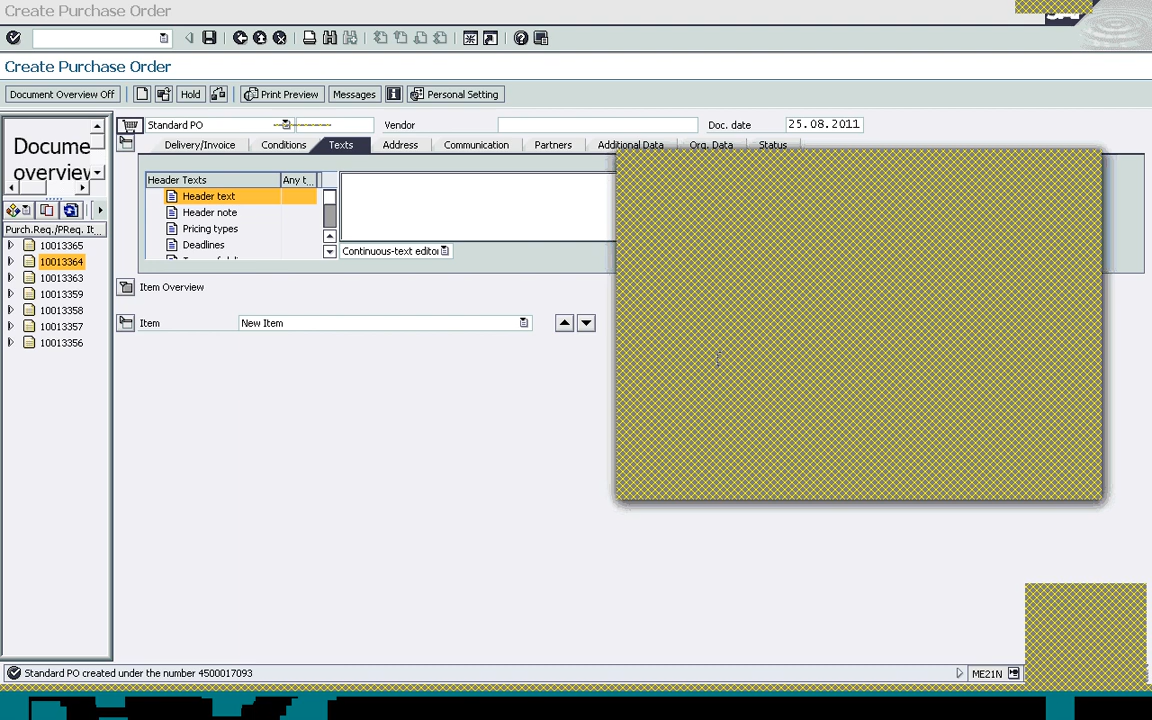 Create Purchase Order
Create Purchase Order
Document Overview Off
Hold
Print Preview
Messages
Personal Setting
Standard PO
Vendor
Doc. date
25.08.2011
Delivery/Invoice
Conditions
Texts
Address
Communication
Partners
Additional Data
Org. Data
Status
Docume
overview
Header Texts
Any t...
Header text
Header note
Pricing types
Deadlines
Continuous-text editor
Purch.Req./PReq. It...
10013365
10013364
10013363
10013359
10013358
10013357
10013356
Item Overview
Item
New Item
Standard PO created under the number 4500017093
ME21N